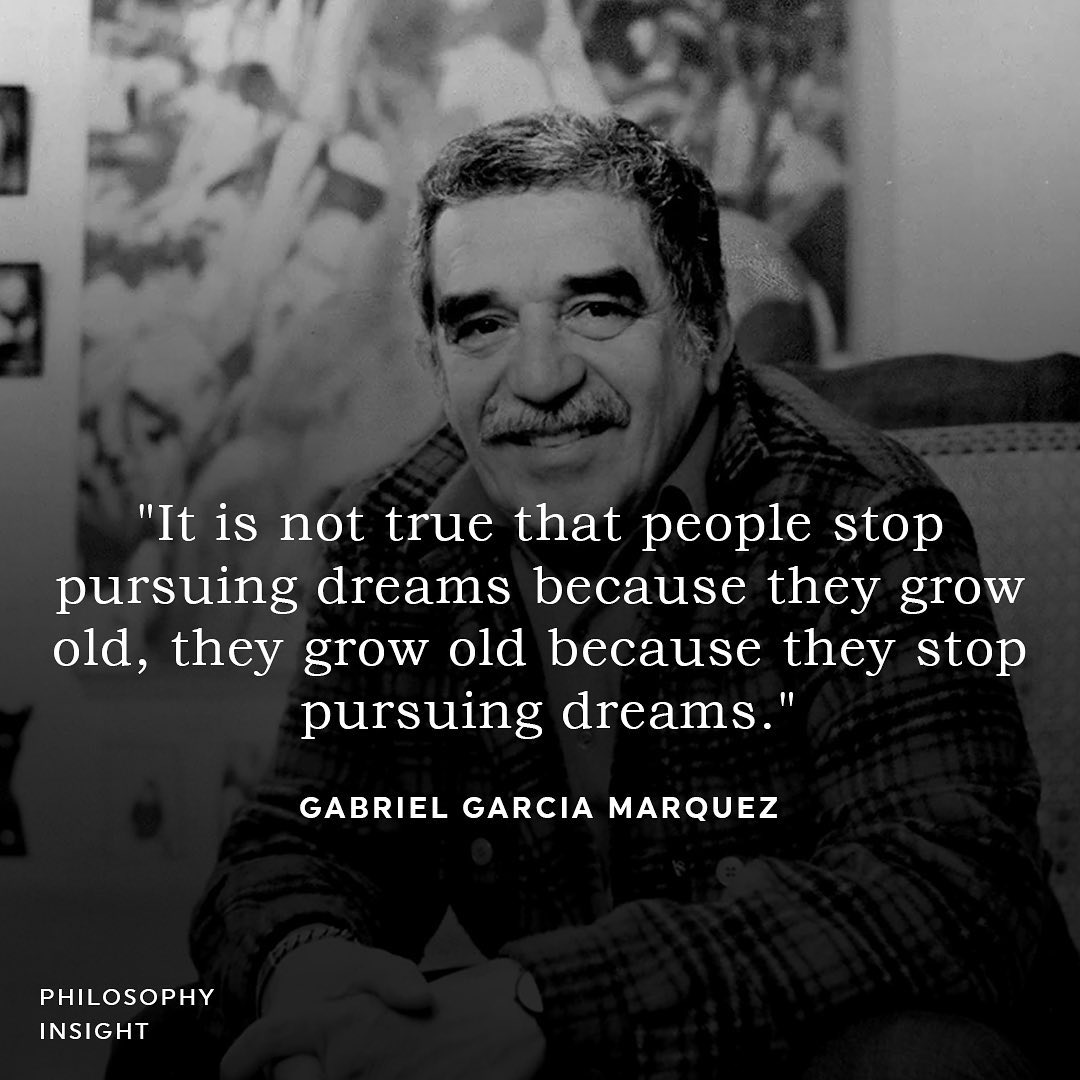 "It is not true that people stop
pursuing dreams because they grow
old, they grow old because they stop
pursuing dreams."
GABRIEL GARCIA MARQUEZ
PHILOSOPHY
INSIGHT